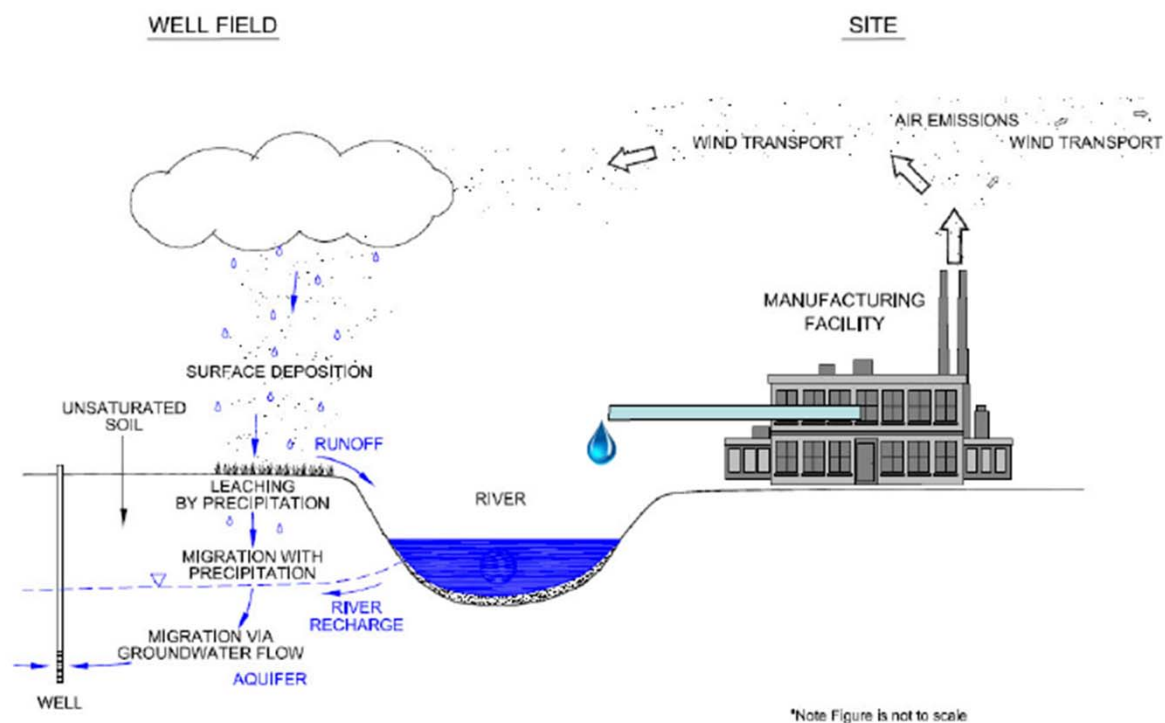 WELL FIELD
SITE
AIR EMISSIONS
WIND TRANSPORT
WIND TRANSPORT
MANUFACTURING
FACILITY
SURFACE DEPOSITION
UNSATURATED
SOIL
RUNOFF
LEACHING
BY PRECIPITATION
RIVER
MIGRATION WITH
PRECIPITATION
RIVER
RECHARGE
MIGRATION VIA
GROUNDWATER FLOW
AQUIFER
WELL
*Note Figure is not to scale